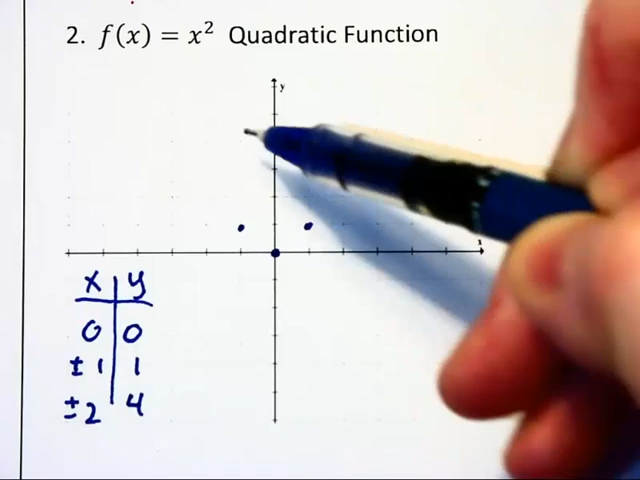 2. f(x) = x² Quadratic Function
y
x
x y
0 0
± 1 1
± 2 4